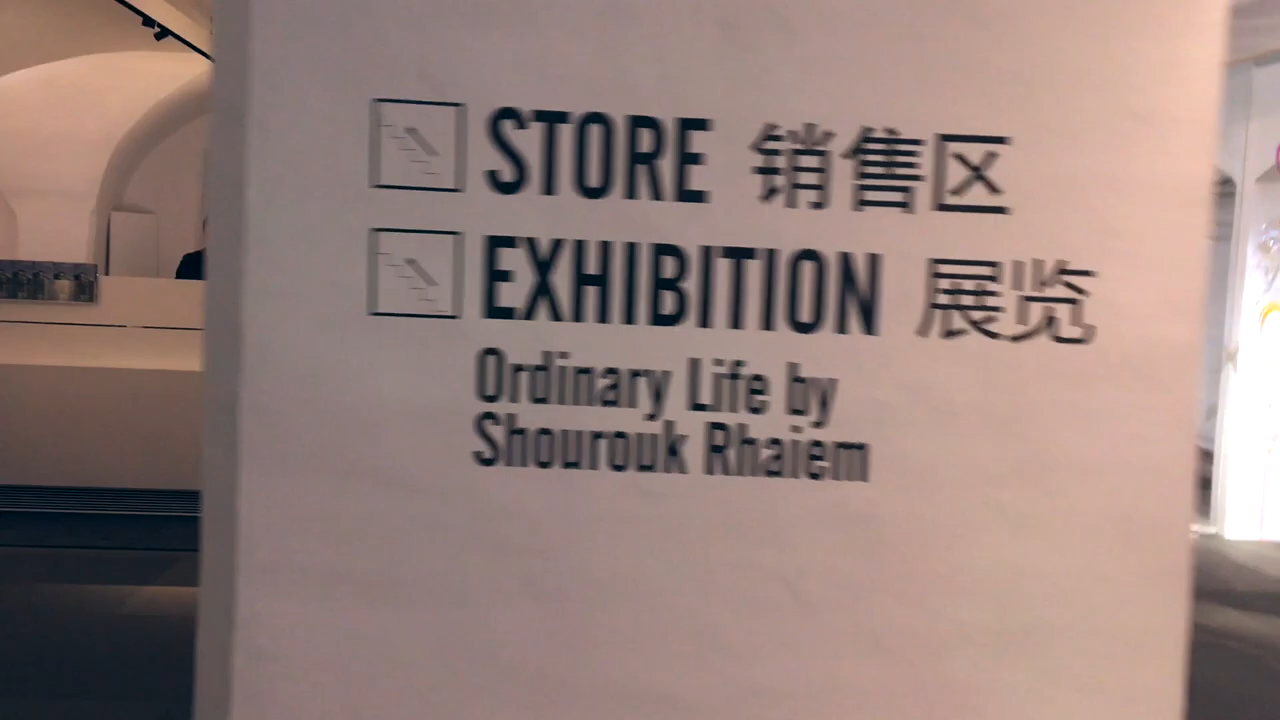 STORE 销售区
EXHIBITION 展览
Ordinary Life by
Shourouk Rhaiem